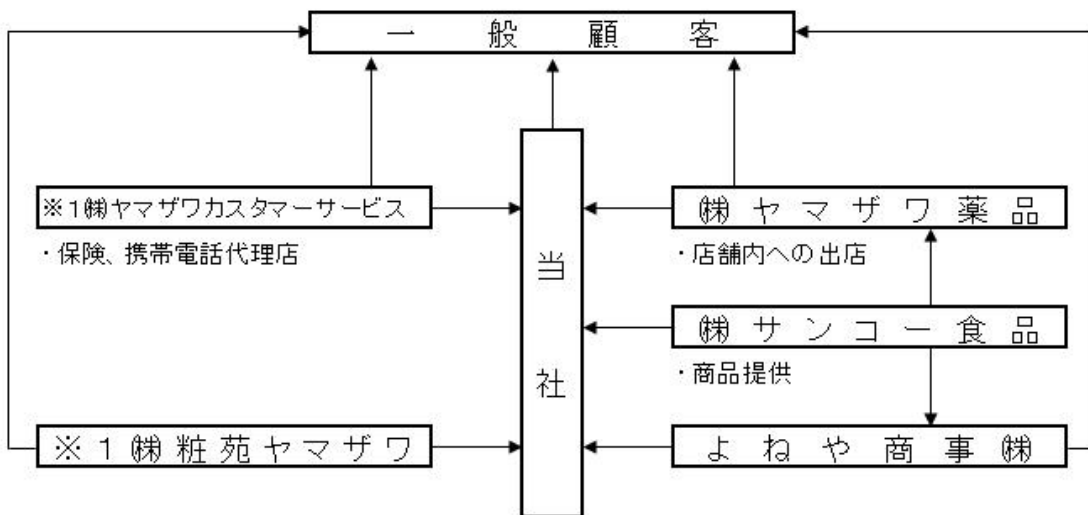 一般顧客
※1㈱ヤマザワカスタマーサービス
・保険、携帯電話代理店
※1㈱粧苑ヤマザワ
当社
㈱ヤマザワ薬品
・店舗内への出店
㈱サンコー食品
・商品提供
よねや商事㈱